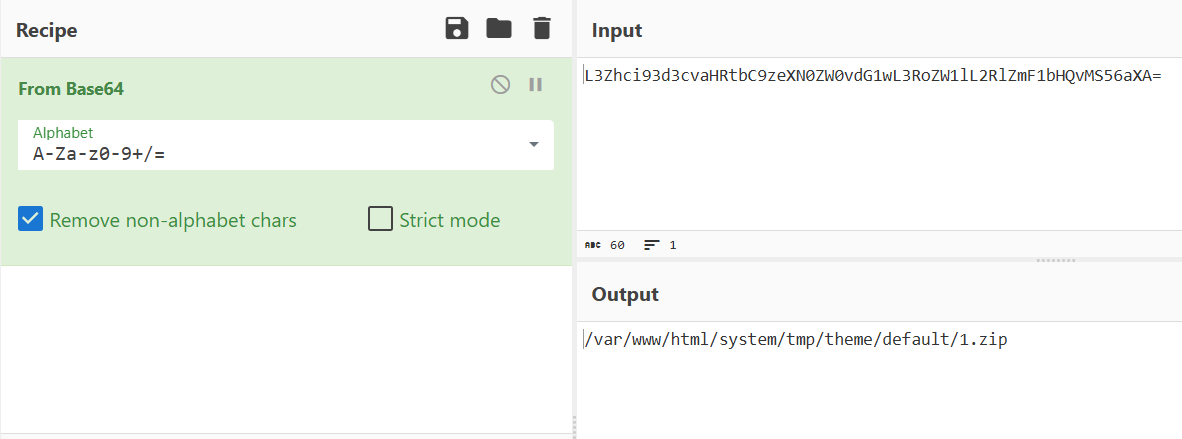 Recipe
From Base64
Alphabet
A-Za-z0-9+/=
Remove non-alphabet chars
Strict mode
Input
L3Zhci93d3cvaHRtbC9zeXN0ZW0vdG1wL3RoZW1lL2RlZmF1bHQvMS56aXA=
ABC 60 1
Output
/var/www/html/system/tmp/theme/default/1.zip